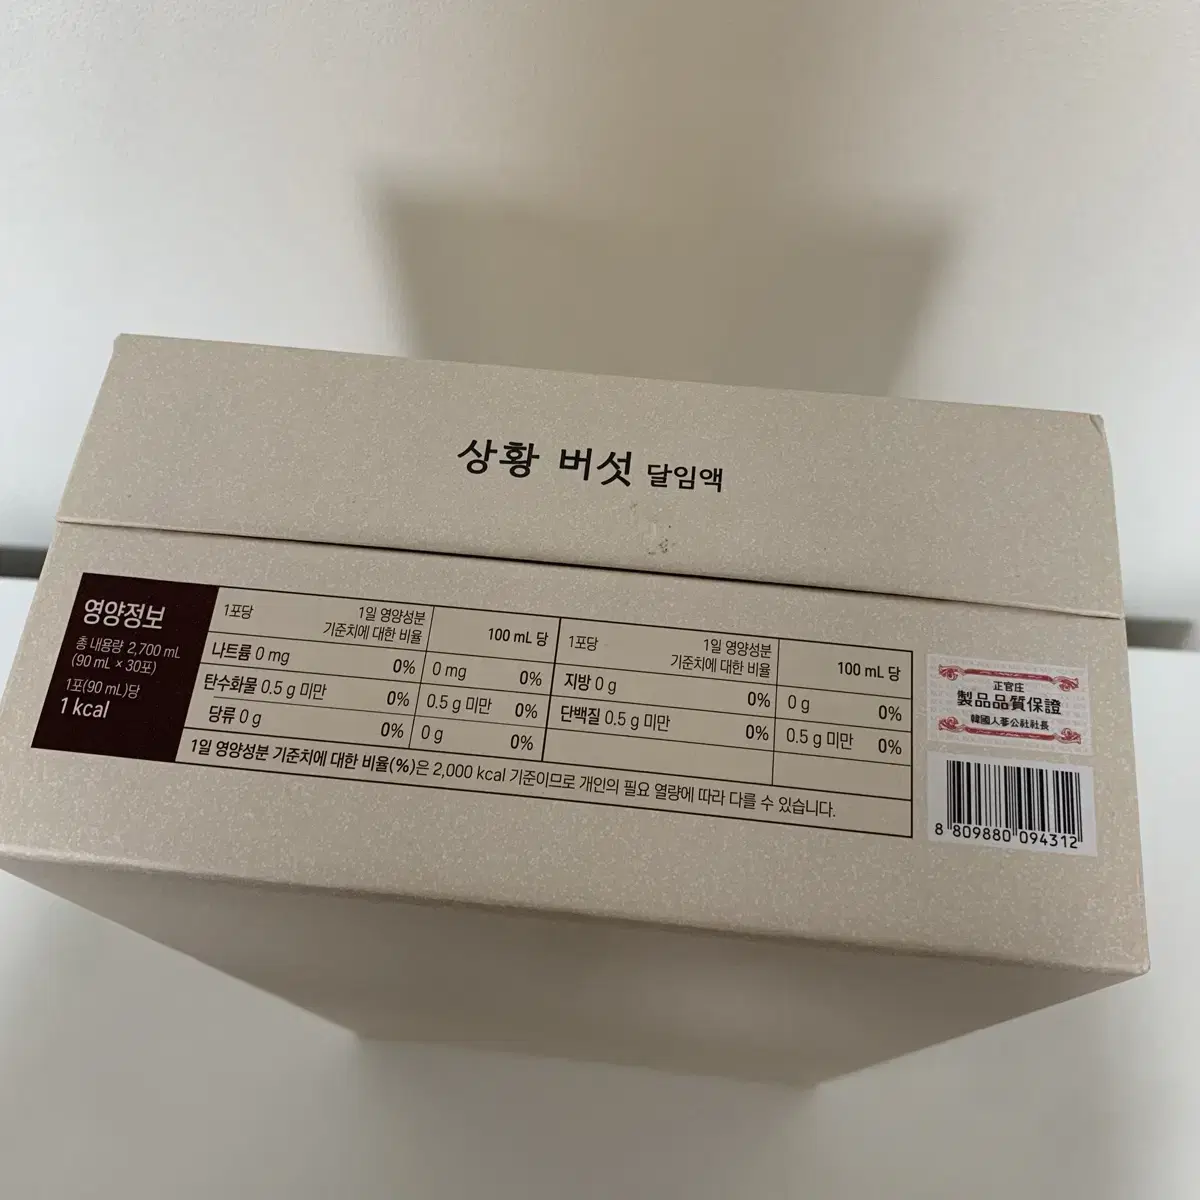 상황 버섯 달임액
영양정보
총 내용량 2,700 mL
(90 mL × 30포)
1포(90 mL)당
1 kcal
1포당 1일 영양성분 기준치에 대한 비율 100 mL 당
나트륨 0 mg 0% 0 mg 0%
탄수화물 0.5 g 미만 0% 0.5 g 미만 0%
당류 0 g 0% 0 g 0%
1포당 1일 영양성분 기준치에 대한 비율 100 mL 당
지방 0 g 0% 0 g 0%
단백질 0.5 g 미만 0% 0.5 g 미만 0%
1일 영양성분 기준치에 대한 비율(%)은 2,000 kcal 기준이므로 개인의 필요 열량에 따라 다를 수 있습니다.
正官庄
製品品質保證
韓國人蔘公社社長
8 809880 094312